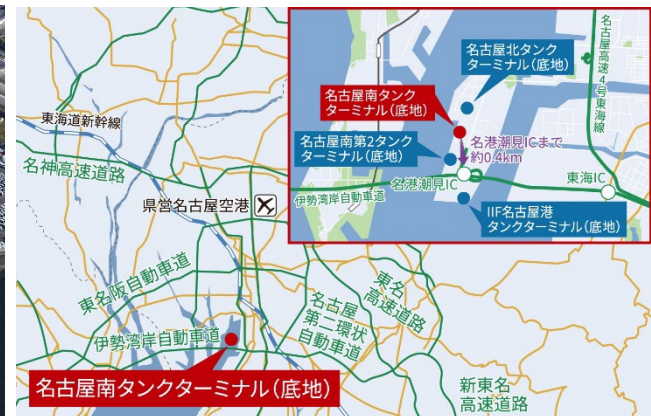 名古屋北タンク
ターミナル(底地)
名古屋南タンク
ターミナル(底地)
名古屋南第2タンク
ターミナル(底地)
名港潮見ICまで
約0.4km
名港潮見IC
東海IC
伊勢湾岸自動車道
IIF名古屋港
タンクターミナル(底地)
名古屋高速4号東海線
東海道新幹線
名神高速道路
県営名古屋空港
東名阪自動車道
伊勢湾岸自動車道
名古屋
第二環状
自動車道
東名
高速道路
新東名
高速道路
名古屋南タンクターミナル(底地)